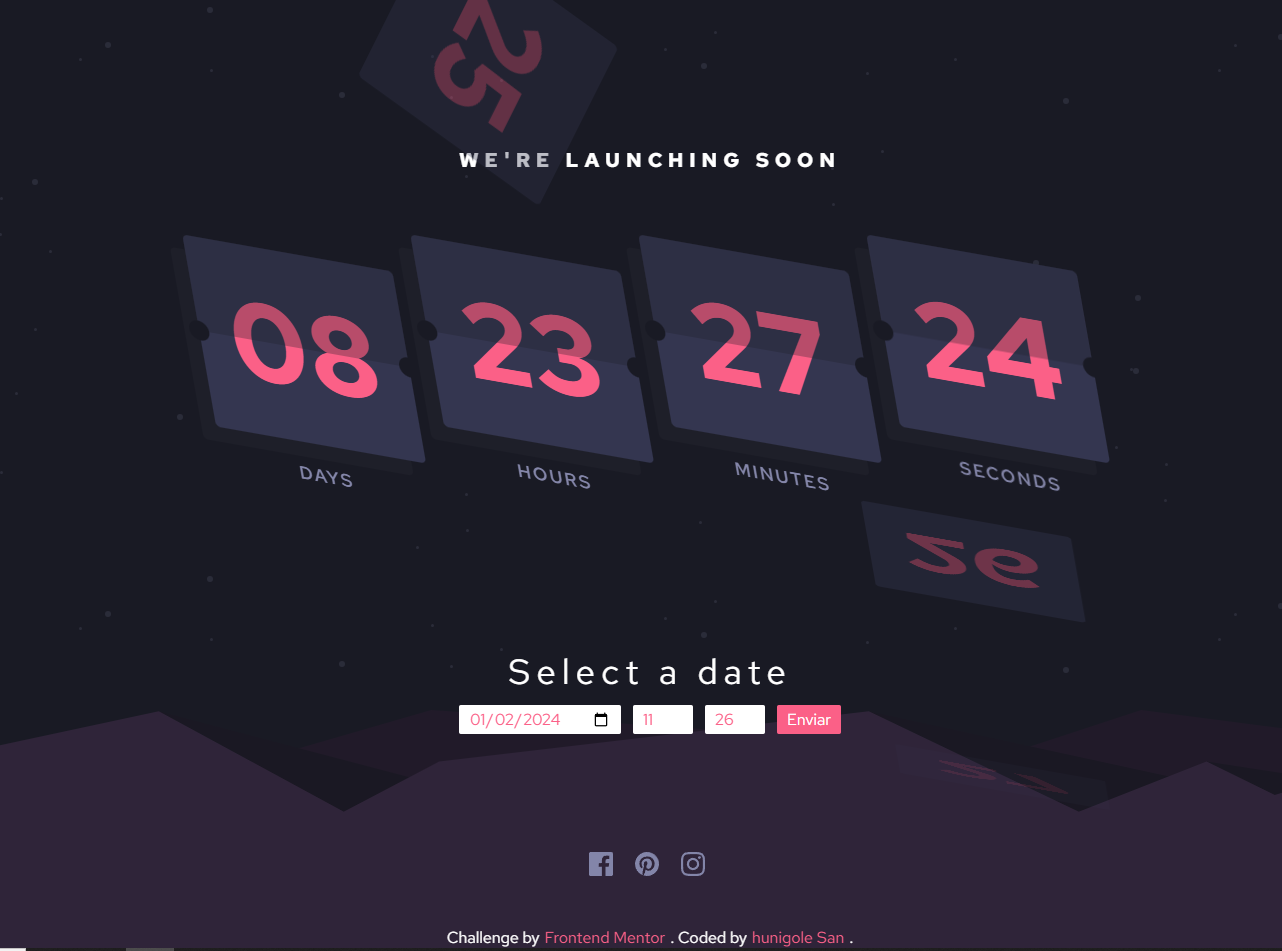 25
WE'RE LAUNCHING SOON
08 23 27 24
DAYS HOURS MINUTES SECONDS
Select a date
01/02/2024 11 26 Enviar
Challenge by Frontend Mentor . Coded by hunigole San .